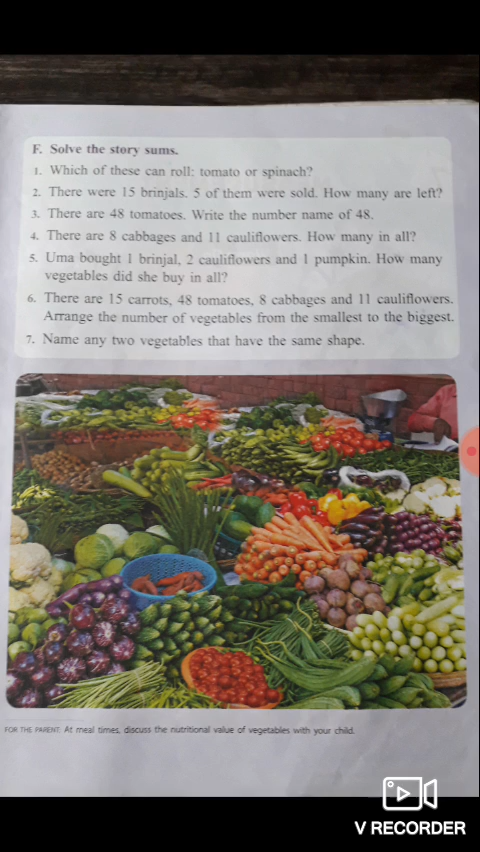 F. Solve the story sums.
1. Which of these can roll: tomato or spinach?
2. There were 15 brinjals. 5 of them were sold. How many are left?
3. There are 48 tomatoes. Write the number name of 48.
4. There are 8 cabbages and 11 cauliflowers. How many in all?
5. Uma bought 1 brinjal, 2 cauliflowers and 1 pumpkin. How many
vegetables did she buy in all?
6. There are 15 carrots, 48 tomatoes, 8 cabbages and 11 cauliflowers.
Arrange the number of vegetables from the smallest to the biggest.
7. Name any two vegetables that have the same shape.
FOR THE PARENT: At meal times, discuss the nutritional value of vegetables with your child.
V RECORDER